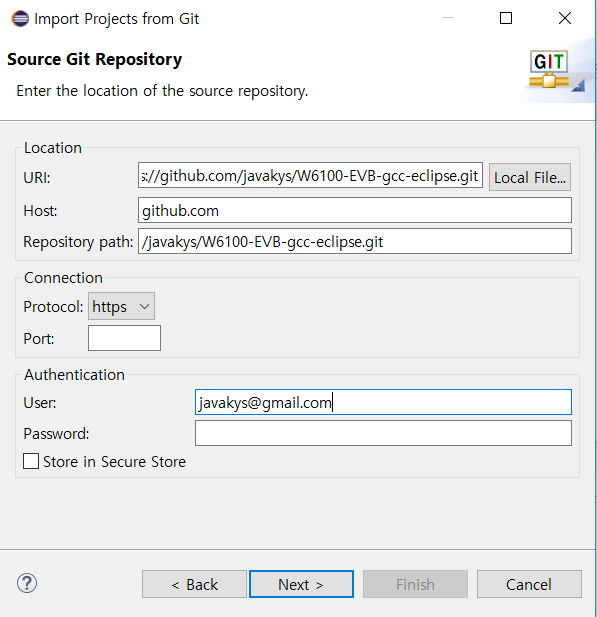 Import Projects from Git
Source Git Repository
Enter the location of the source repository.
GIT
Location
URI: s://github.com/javakys/W6100-EVB-gcc-eclipse.git Local File...
Host: github.com
Repository path: /javakys/W6100-EVB-gcc-eclipse.git
Connection
Protocol: https
Port:
Authentication
User: javakys@gmail.com
Password:
Store in Secure Store
? < Back Next > Finish Cancel